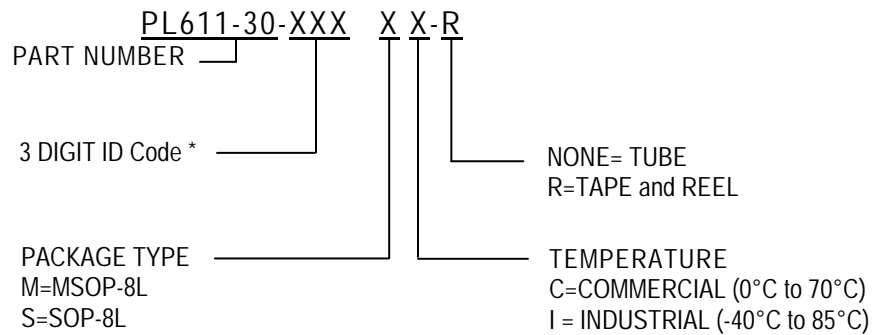 PL611-30-XXX X X-R
PART NUMBER
3 DIGIT ID Code *
NONE= TUBE
R=TAPE and REEL
PACKAGE TYPE
M=MSOP-8L
S=SOP-8L
TEMPERATURE
C=COMMERCIAL (0°C to 70°C)
I = INDUSTRIAL (-40°C to 85°C)